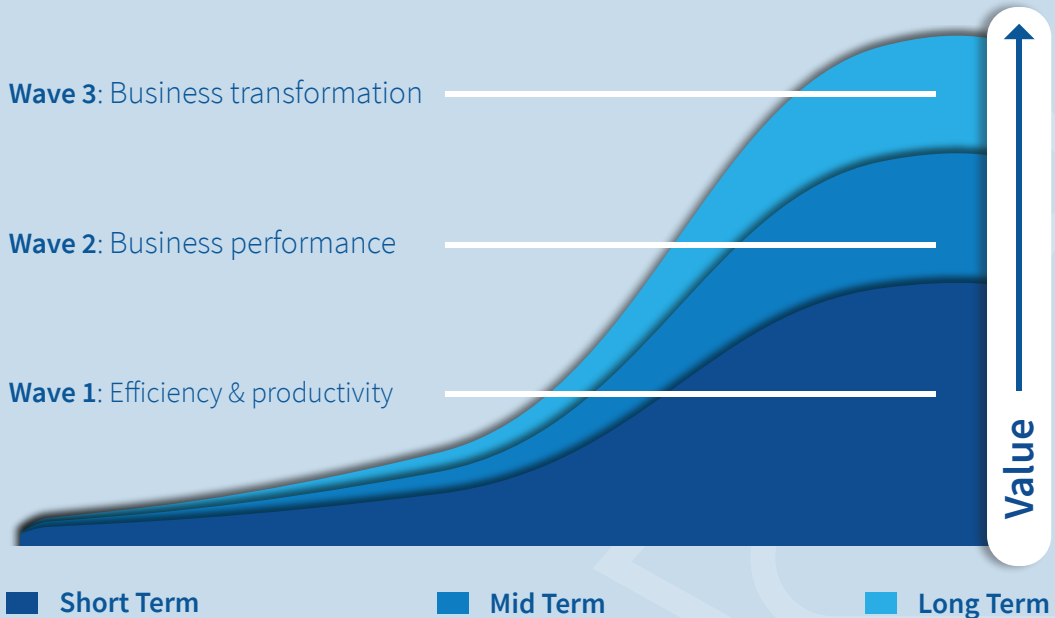 Wave 3: Business transformation
Wave 2: Business performance
Wave 1: Efficiency & productivity
Value
Short Term
Mid Term
Long Term